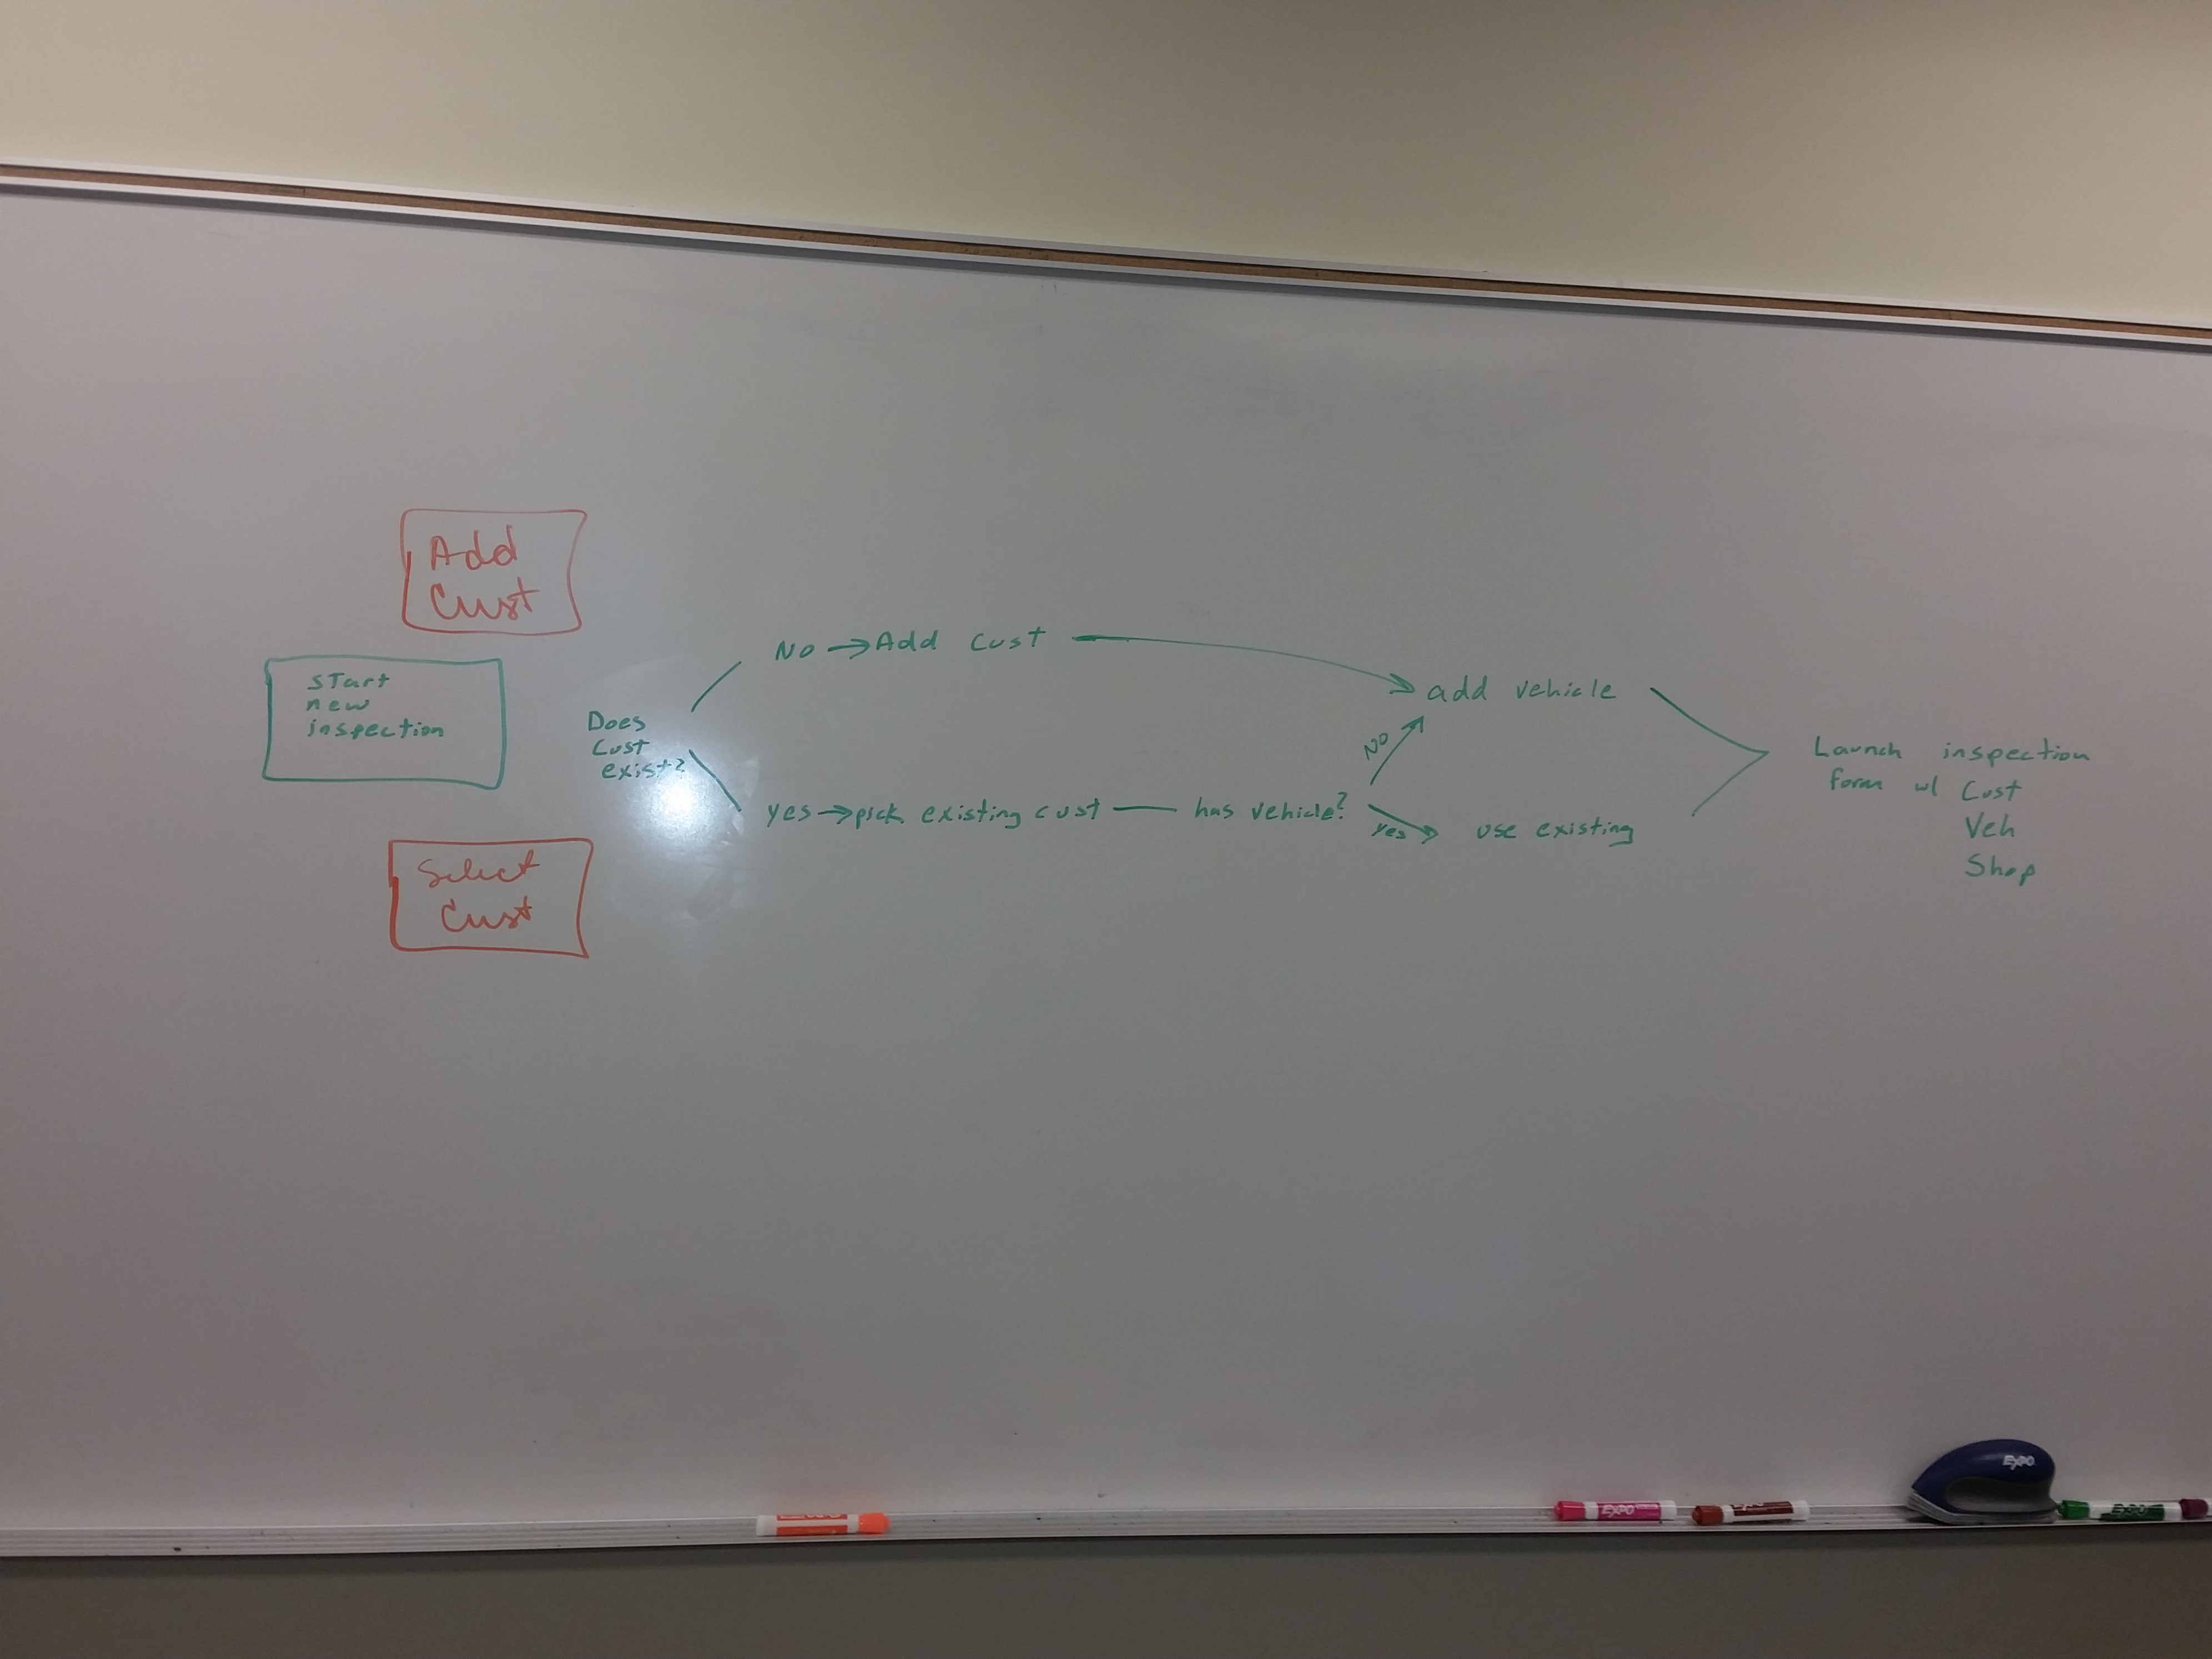 Add
Cust
START
new
inspection
Does
Cust
exist?
No → Add Cust
add vehicle
No
yes → pick existing cust — has vehicle?
yes
use existing
Launch inspection
form w/ Cust
Veh
Shop
Select
Cust
EXPO
EXPO
EXPO